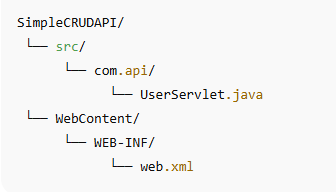 SimpleCRUDAPI/
└── src/
└── com.api/
└── UserServlet.java
└── WebContent/
└── WEB-INF/
└── web.xml